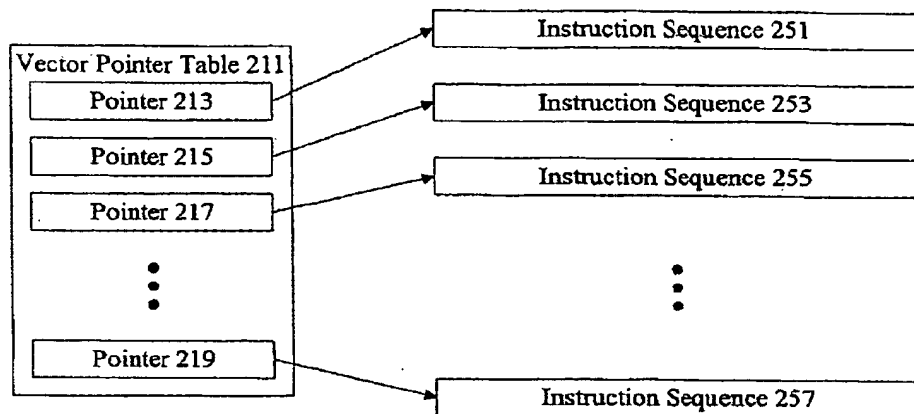 Instruction Sequence 251
Vector Pointer Table 211
Pointer 213
Instruction Sequence 253
Pointer 215
Instruction Sequence 255
Pointer 217
Pointer 219
Instruction Sequence 257